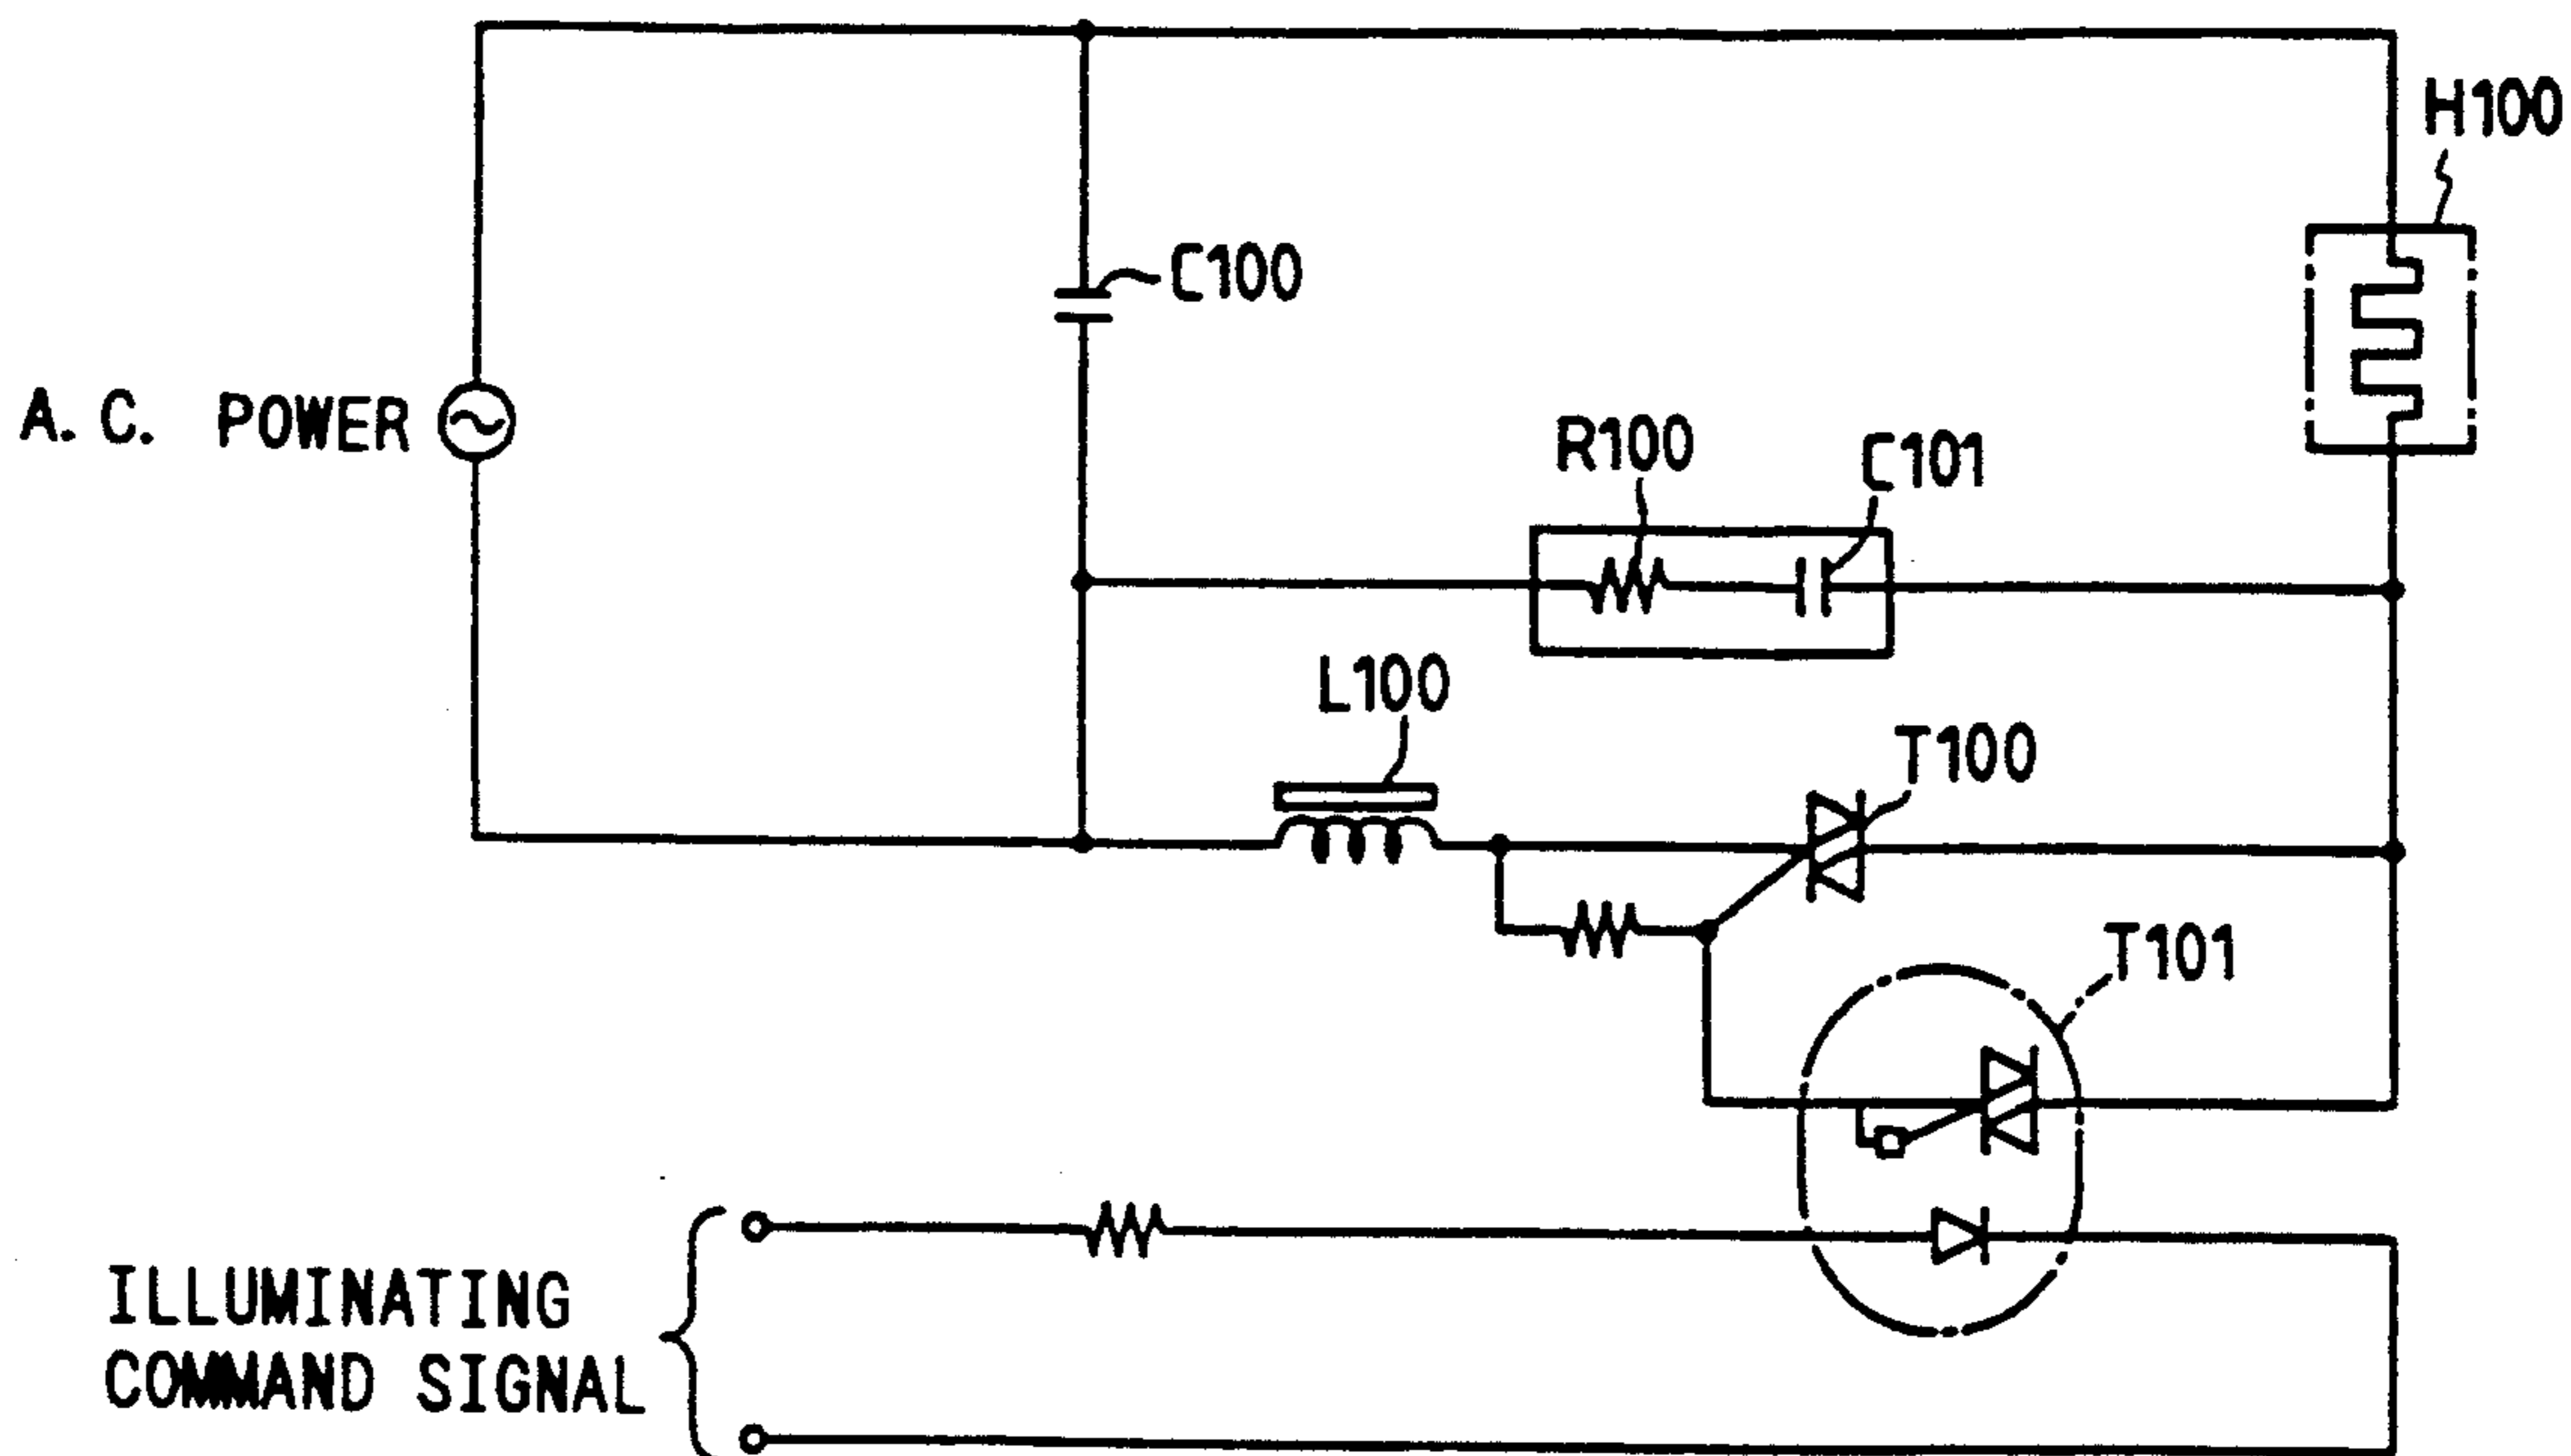 H100
C100
A. C. POWER
R100
C101
L100
T100
T101
ILLUMINATING
COMMAND SIGNAL